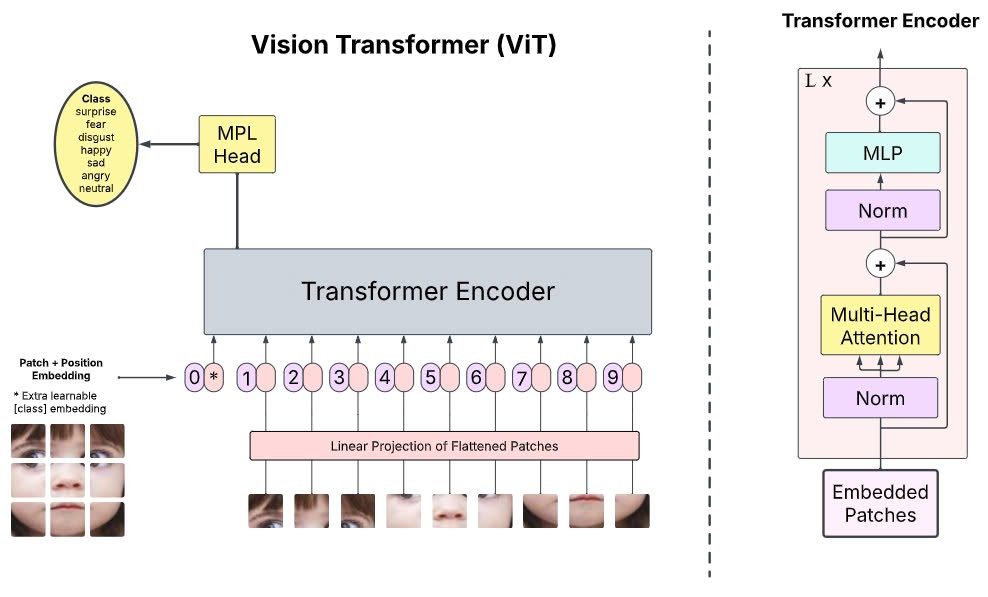 Vision Transformer (ViT)
Class
surprise
fear
disgust
happy
sad
angry
neutral
MPL
Head
Transformer Encoder
Patch + Position
Embedding
* Extra learnable
[class] embedding
0 * 1 2 3 4 5 6 7 8 9
Linear Projection of Flattened Patches
Transformer Encoder
L x
+
MLP
Norm
+
Multi-Head
Attention
Norm
Embedded
Patches